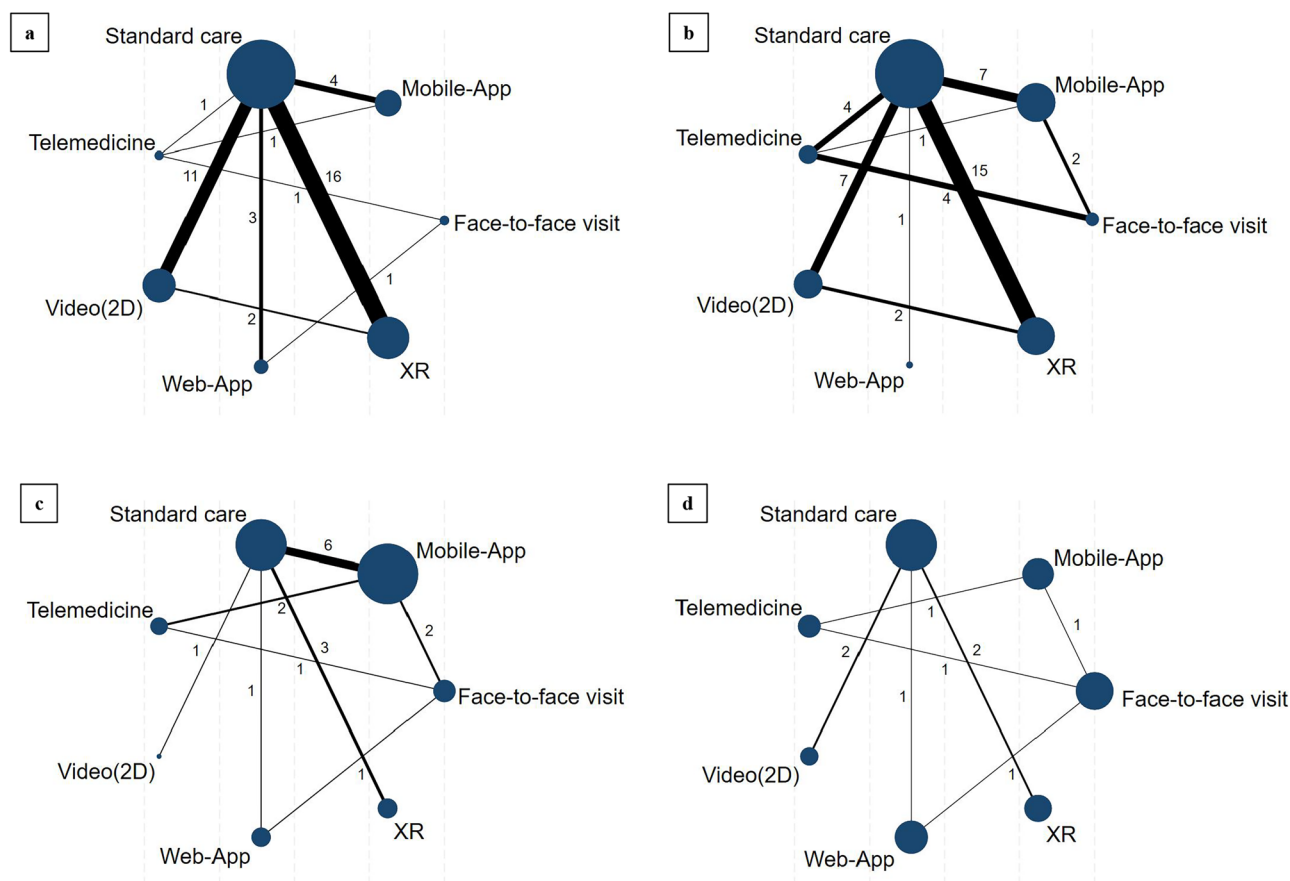 a
Standard care
4
Mobile-App
1
Telemedicine
1
11
16
1
3
Face-to-face visit
1
Video(2D)
2
XR
Web-App
b
Standard care
7
Mobile-App
4
Telemedicine
1
2
7
15
4
1
Face-to-face visit
Video(2D)
2
XR
Web-App
c
Standard care
6
Mobile-App
Telemedicine
2
2
1
3
1
1
Face-to-face visit
Video(2D)
1
XR
Web-App
d
Standard care
Mobile-App
Telemedicine
1
1
2
2
1
1
Face-to-face visit
Video(2D)
1
XR
Web-App